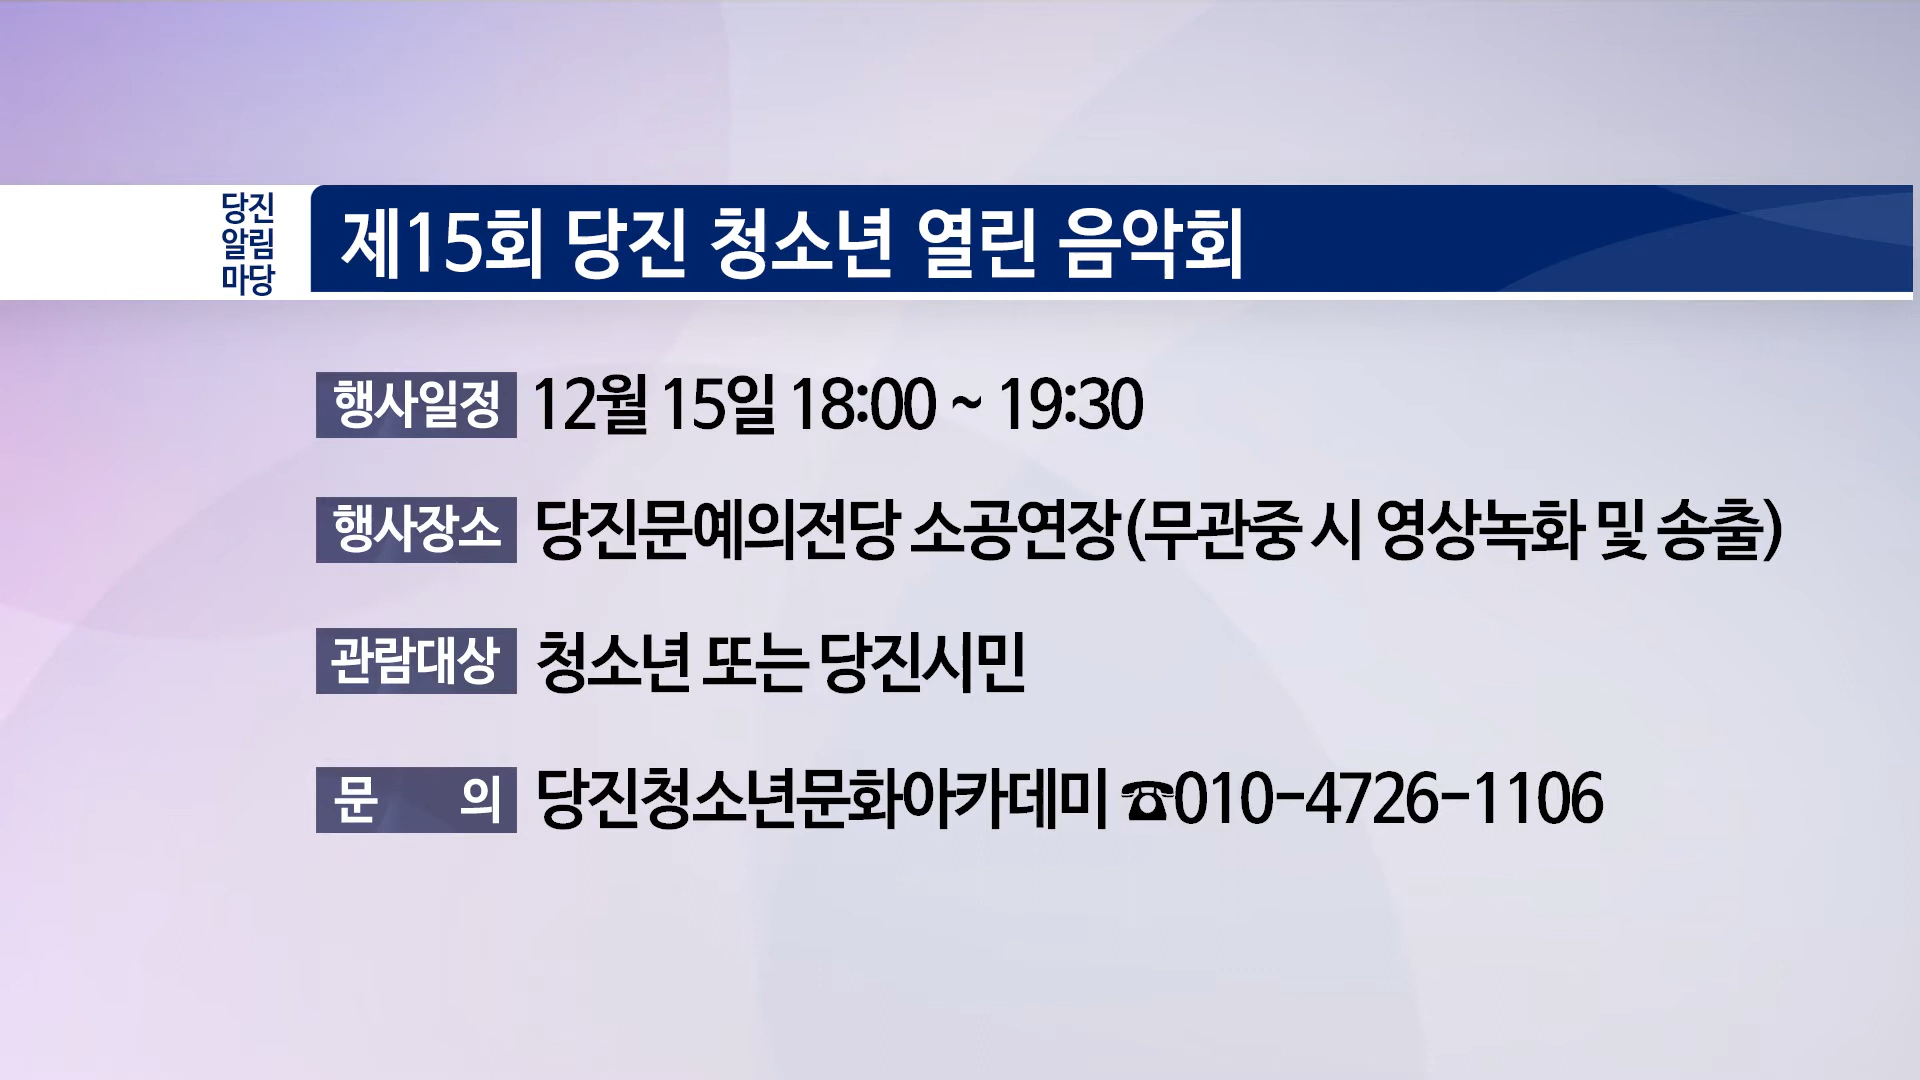 당진
알림
마당
제15회 당진 청소년 열린 음악회
행사일정 12월 15일 18:00 ~ 19:30
행사장소 당진문예의전당 소공연장(무관중 시 영상녹화 및 송출)
관람대상 청소년 또는 당진시민
문 의 당진청소년문화아카데미 ☎010-4726-1106